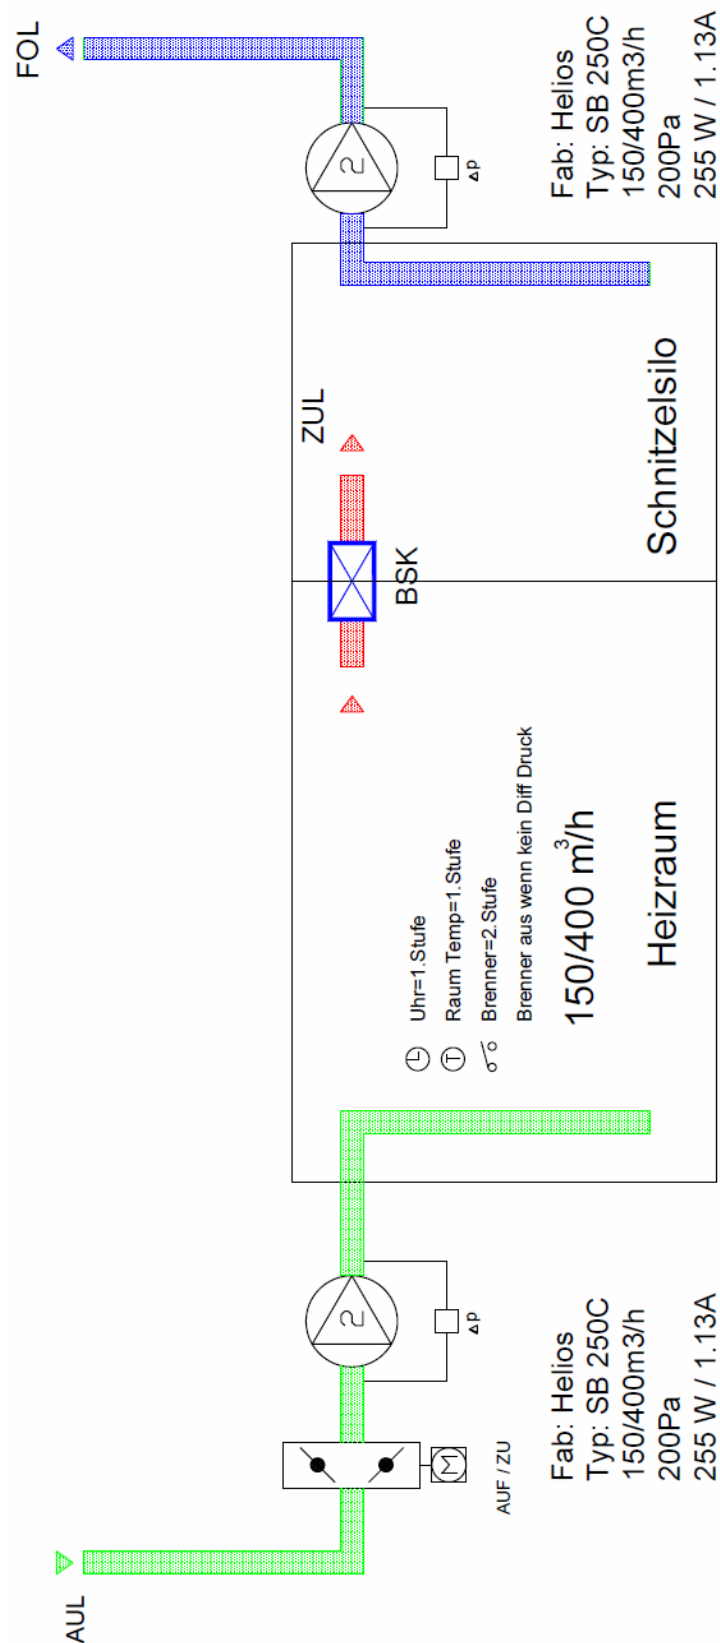 AUL
FOL
ZUL
BSK
AUF / ZU
M
2
Δp
Fab: Helios
Typ: SB 250C
150/400m3/h
200Pa
255 W / 1.13A
L Uhr=1.Stufe
T Raum Temp=1.Stufe
Brenner=2.Stufe
Brenner aus wenn kein Diff Druck
150/400 m³/h
Heizraum
Schnitzelsilo
2
Δp
Fab: Helios
Typ: SB 250C
150/400m3/h
200Pa
255 W / 1.13A